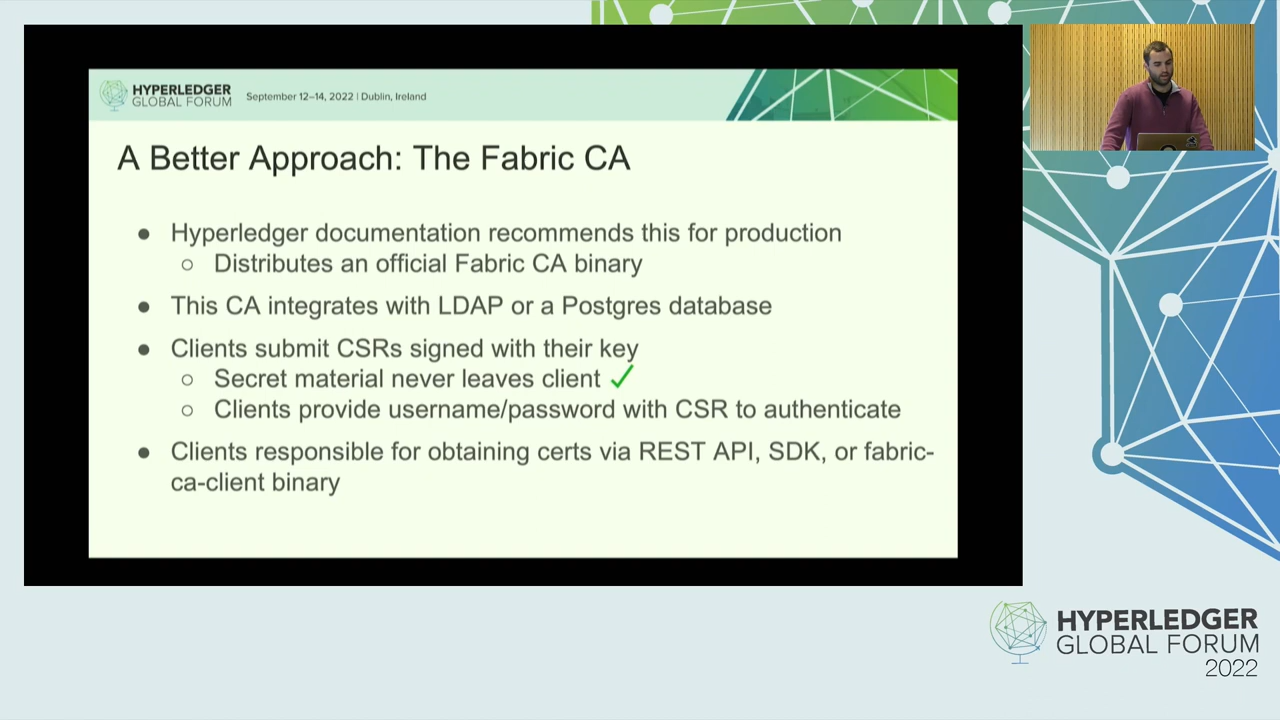 HYPERLEDGER
GLOBAL FORUM
September 12–14, 2022 | Dublin, Ireland
A Better Approach: The Fabric CA
● Hyperledger documentation recommends this for production
○ Distributes an official Fabric CA binary
● This CA integrates with LDAP or a Postgres database
● Clients submit CSRs signed with their key
○ Secret material never leaves client ✓
○ Clients provide username/password with CSR to authenticate
● Clients responsible for obtaining certs via REST API, SDK, or fabric-
ca-client binary
HYPERLEDGER
GLOBAL FORUM
2022